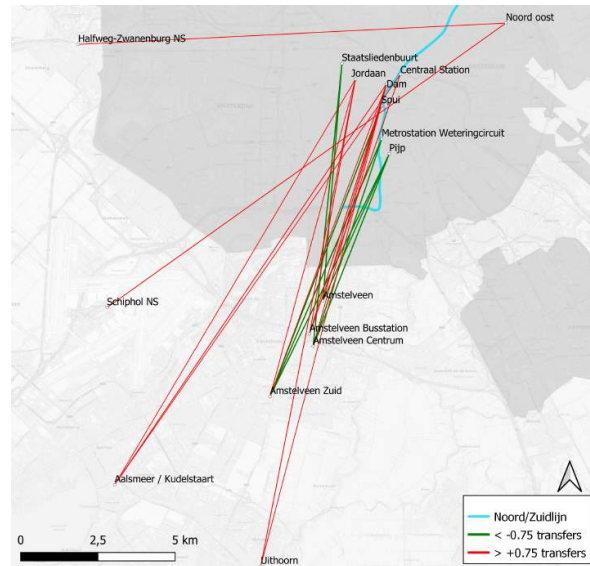 Noord oost
Halfweg-Zwanenburg NS
Staatsliedenbuurt
Jordaan
Centraal Station
Dam
Spui
Metrostation Weteringcircuit
Pijp
Amstelveen
Schiphol NS
Amstelveen Busstation
Amstelveen Centrum
Amstelveen Zuid
Aalsmeer / Kudelstaart
Uithoorn
Noord/Zuidlijn
< -0.75 transfers
> +0.75 transfers
0 2,5 5 km